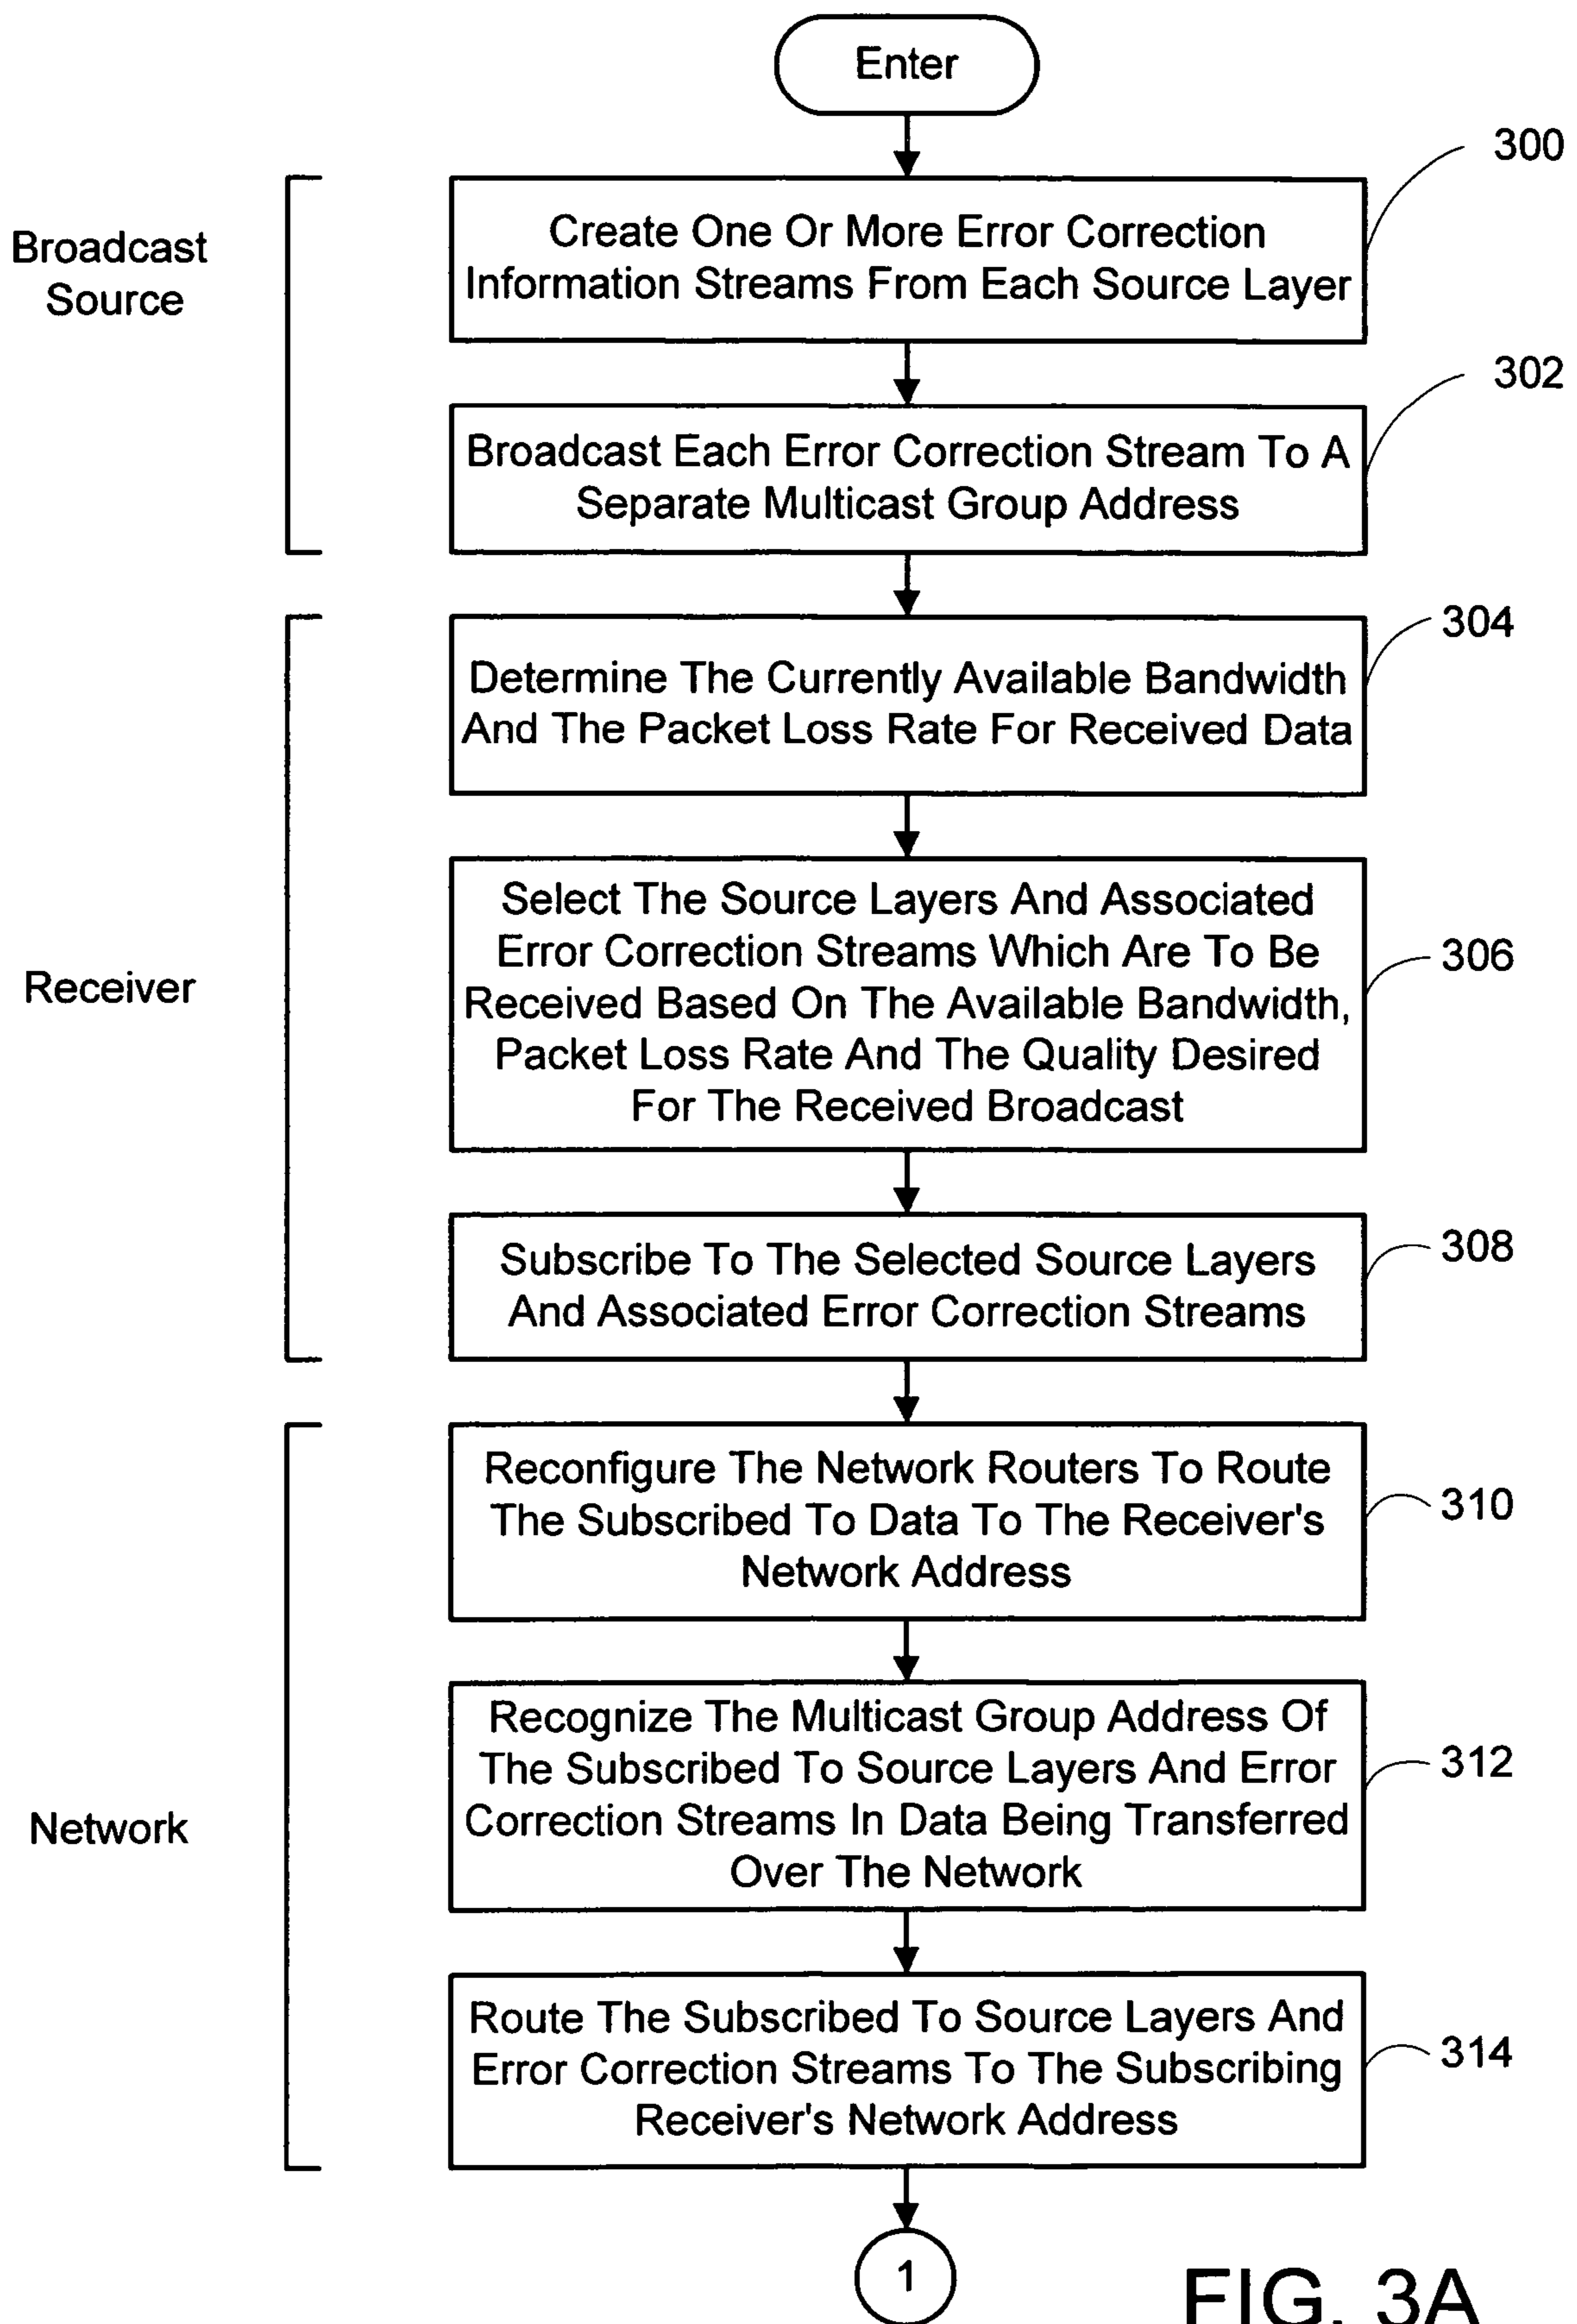 Enter
300
Broadcast
Source
Create One Or More Error Correction
Information Streams From Each Source Layer
302
Broadcast Each Error Correction Stream To A
Separate Multicast Group Address
304
Determine The Currently Available Bandwidth
And The Packet Loss Rate For Received Data
Receiver
Select The Source Layers And Associated
Error Correction Streams Which Are To Be
Received Based On The Available Bandwidth,
Packet Loss Rate And The Quality Desired
For The Received Broadcast
306
Subscribe To The Selected Source Layers
And Associated Error Correction Streams
308
Reconfigure The Network Routers To Route
The Subscribed To Data To The Receiver's
Network Address
310
Network
Recognize The Multicast Group Address Of
The Subscribed To Source Layers And Error
Correction Streams In Data Being Transferred
Over The Network
312
Route The Subscribed To Source Layers And
Error Correction Streams To The Subscribing
Receiver's Network Address
314
1
FIG. 3A